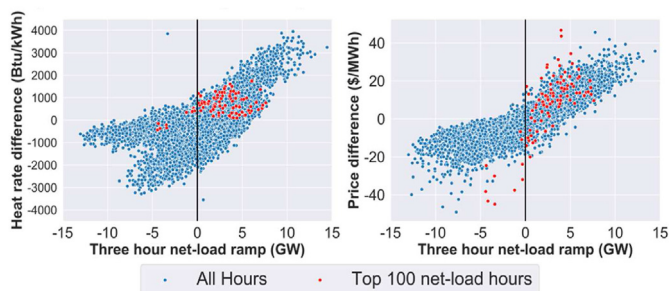 Heat rate difference (Btu/kWh)
4000
3000
2000
1000
0
-1000
-2000
-3000
-4000
-15 -10 -5 0 5 10 15
Three hour net-load ramp (GW)
Price difference ($/MWh)
40
20
0
-20
-40
-15 -10 -5 0 5 10 15
Three hour net-load ramp (GW)
All Hours
Top 100 net-load hours